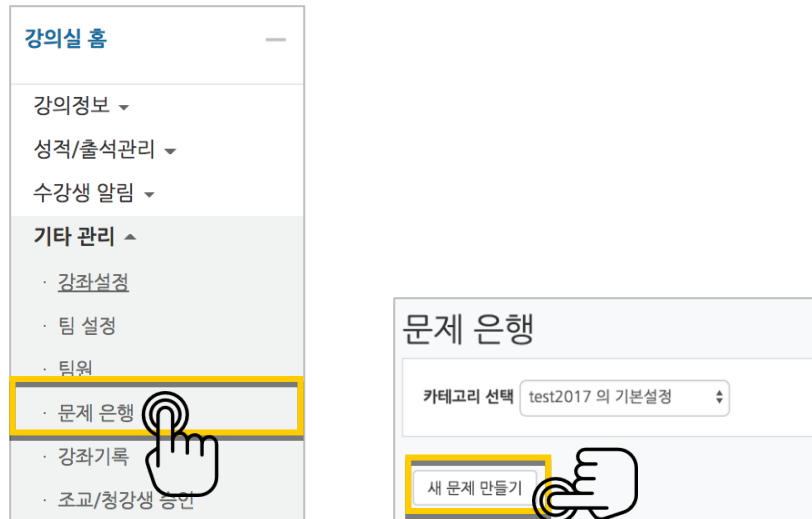 강의실 홈
강의정보
성적/출석관리
수강생 알림
기타 관리
· 강좌설정
· 팀 설정
· 팀원
· 문제 은행
· 강좌기록
· 조교/청강생 승인
문제 은행
카테고리 선택 test2017 의 기본설정
새 문제 만들기